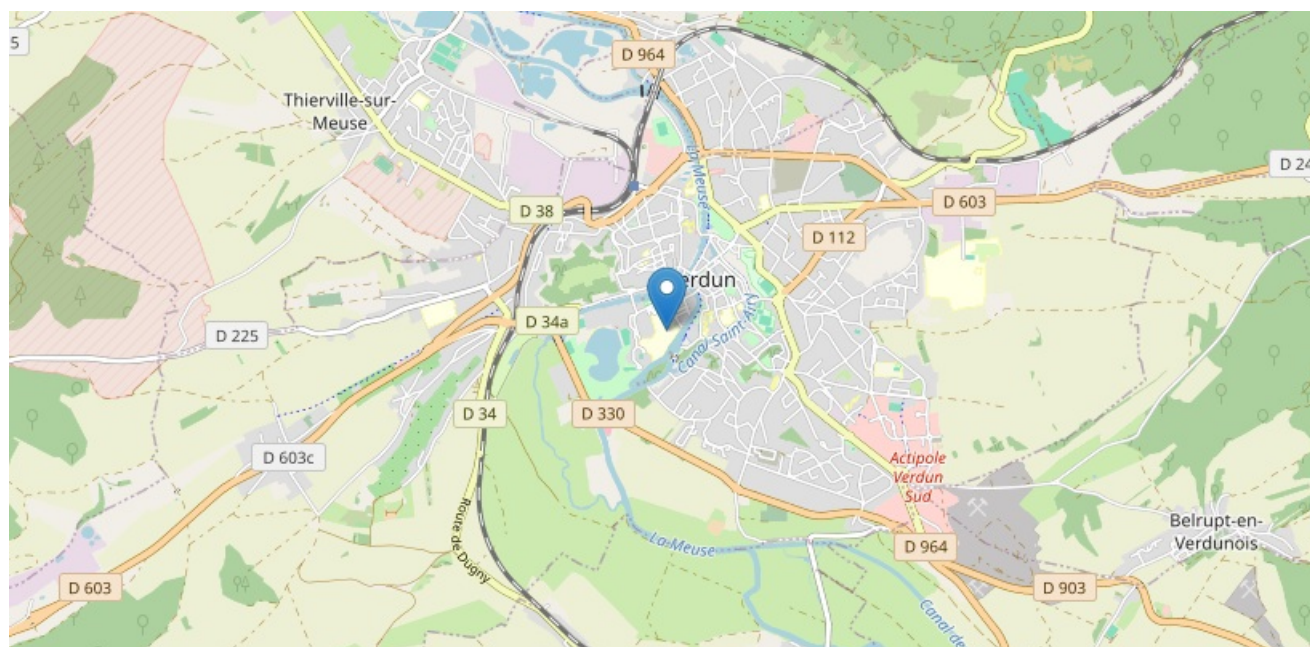 5
D 964
Thierville-sur-
Meuse
La Meuse
D 24
D 603
D 38
D 112
erdun
D 34a
D 225
Canal Saint-Airy
D 34
D 330
D 603c
Actipole
Verdun
Sud
Route de Dugny
Belrupt-en-
Verdunois
La Meuse
D 964
D 603
D 903
Canal de